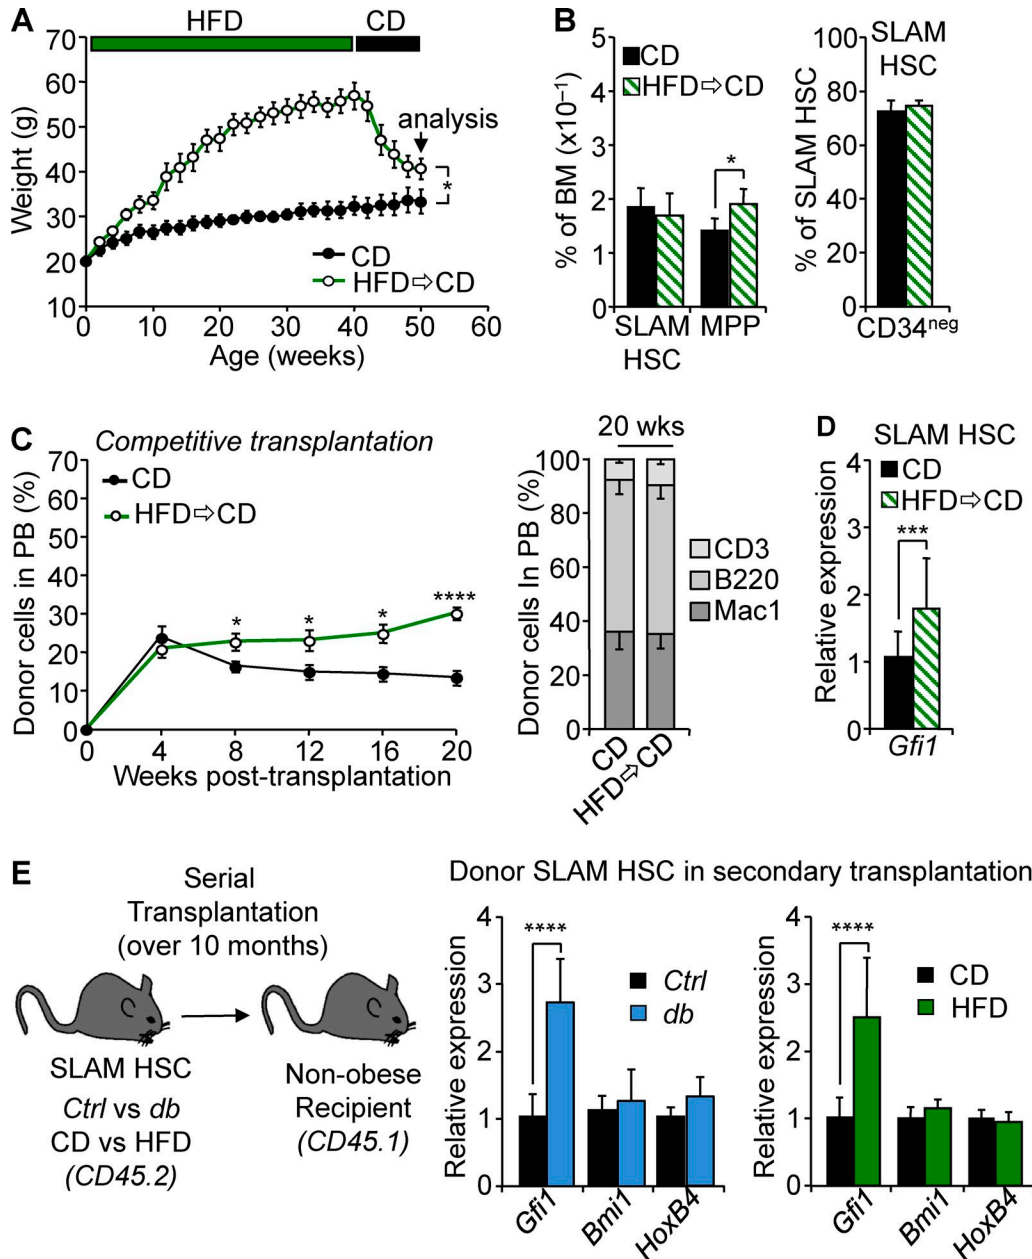 A
HFD
CD
70
60
50
40
30
20
10
Weight (g)
analysis
*
CD
HFD⇨CD
0 10 20 30 40 50 60
Age (weeks)
B
5
4
3
2
1
0
% of BM (x10⁻¹)
CD
HFD⇨CD
*
SLAM HSC
MPP
SLAM
HSC
100
80
60
40
20
0
% of SLAM HSC
CD34neg
C
Competitive transplantation
70
60
50
40
30
20
10
0
Donor cells in PB (%)
CD
HFD⇨CD
* * * ****
0 4 8 12 16 20
Weeks post-transplantation
20 wks
100
80
60
40
20
0
Donor cells In PB (%)
CD3
B220
Mac1
CD
HFD⇨CD
D
SLAM HSC
4
3
2
1
0
Relative expression
CD
HFD⇨CD
***
Gfi1
E
Serial
Transplantation
(over 10 months)
SLAM HSC
Ctrl vs db
CD vs HFD
(CD45.2)
Non-obese
Recipient
(CD45.1)
Donor SLAM HSC in secondary transplantation
4
3
2
1
0
Relative expression
****
Ctrl
db
Gfi1
Bmi1
HoxB4
4
3
2
1
0
Relative expression
****
CD
HFD
Gfi1
Bmi1
HoxB4